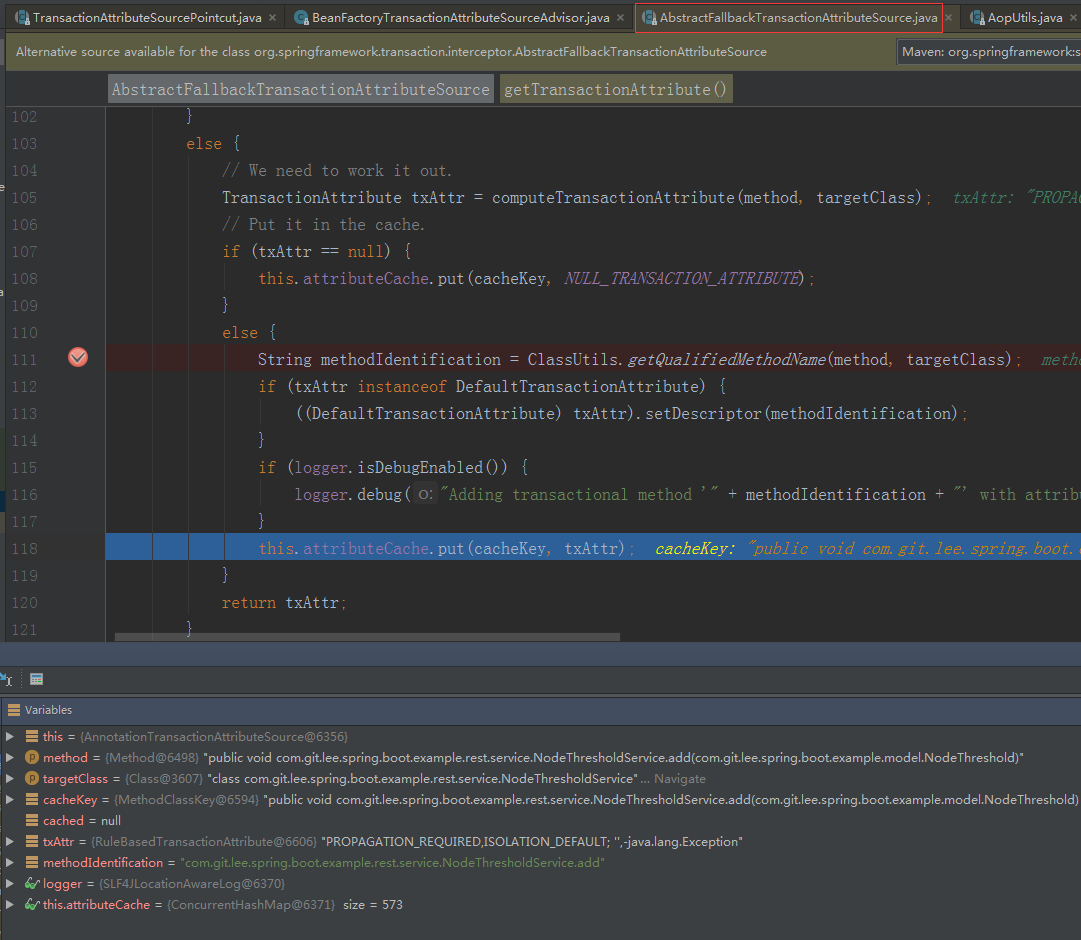 TransactionAttributeSourcePointcut.java × BeanFactoryTransactionAttributeSourceAdvisor.java × AbstractFallbackTransactionAttributeSource.java × AopUtils.java ×
Alternative source available for the class org.springframework.transaction.interceptor.AbstractFallbackTransactionAttributeSource Maven: org.springframework:s
AbstractFallbackTransactionAttributeSource getTransactionAttribute()
102 }
103 else {
104 // We need to work it out.
105 TransactionAttribute txAttr = computeTransactionAttribute(method, targetClass); txAttr: "PROPA
106 // Put it in the cache.
107 if (txAttr == null) {
108 this.attributeCache.put(cacheKey, NULL_TRANSACTION_ATTRIBUTE);
109 }
110 else {
111 String methodIdentification = ClassUtils.getQualifiedMethodName(method, targetClass); metho
112 if (txAttr instanceof DefaultTransactionAttribute) {
113 ((DefaultTransactionAttribute) txAttr).setDescriptor(methodIdentification);
114 }
115 if (logger.isDebugEnabled()) {
116 logger.debug( o: "Adding transactional method '" + methodIdentification + "' with attribu
117 }
118 this.attributeCache.put(cacheKey, txAttr); cacheKey: "public void com.git.lee.spring.boot.
119 }
120 return txAttr;
121 }
Variables
this = {AnnotationTransactionAttributeSource@6356}
method = {Method@6498} "public void com.git.lee.spring.boot.example.rest.service.NodeThresholdService.add(com.git.lee.spring.boot.example.model.NodeThreshold)"
targetClass = {Class@3607} "class com.git.lee.spring.boot.example.rest.service.NodeThresholdService" ... Navigate
cacheKey = {MethodClassKey@6594} "public void com.git.lee.spring.boot.example.rest.service.NodeThresholdService.add(com.git.lee.spring.boot.example.model.NodeThreshold)
cached = null
txAttr = {RuleBasedTransactionAttribute@6606} "PROPAGATION_REQUIRED,ISOLATION_DEFAULT; '',-java.lang.Exception"
methodIdentification = "com.git.lee.spring.boot.example.rest.service.NodeThresholdService.add"
logger = {SLF4JLocationAwareLog@6370}
this.attributeCache = {ConcurrentHashMap@6371} size = 573